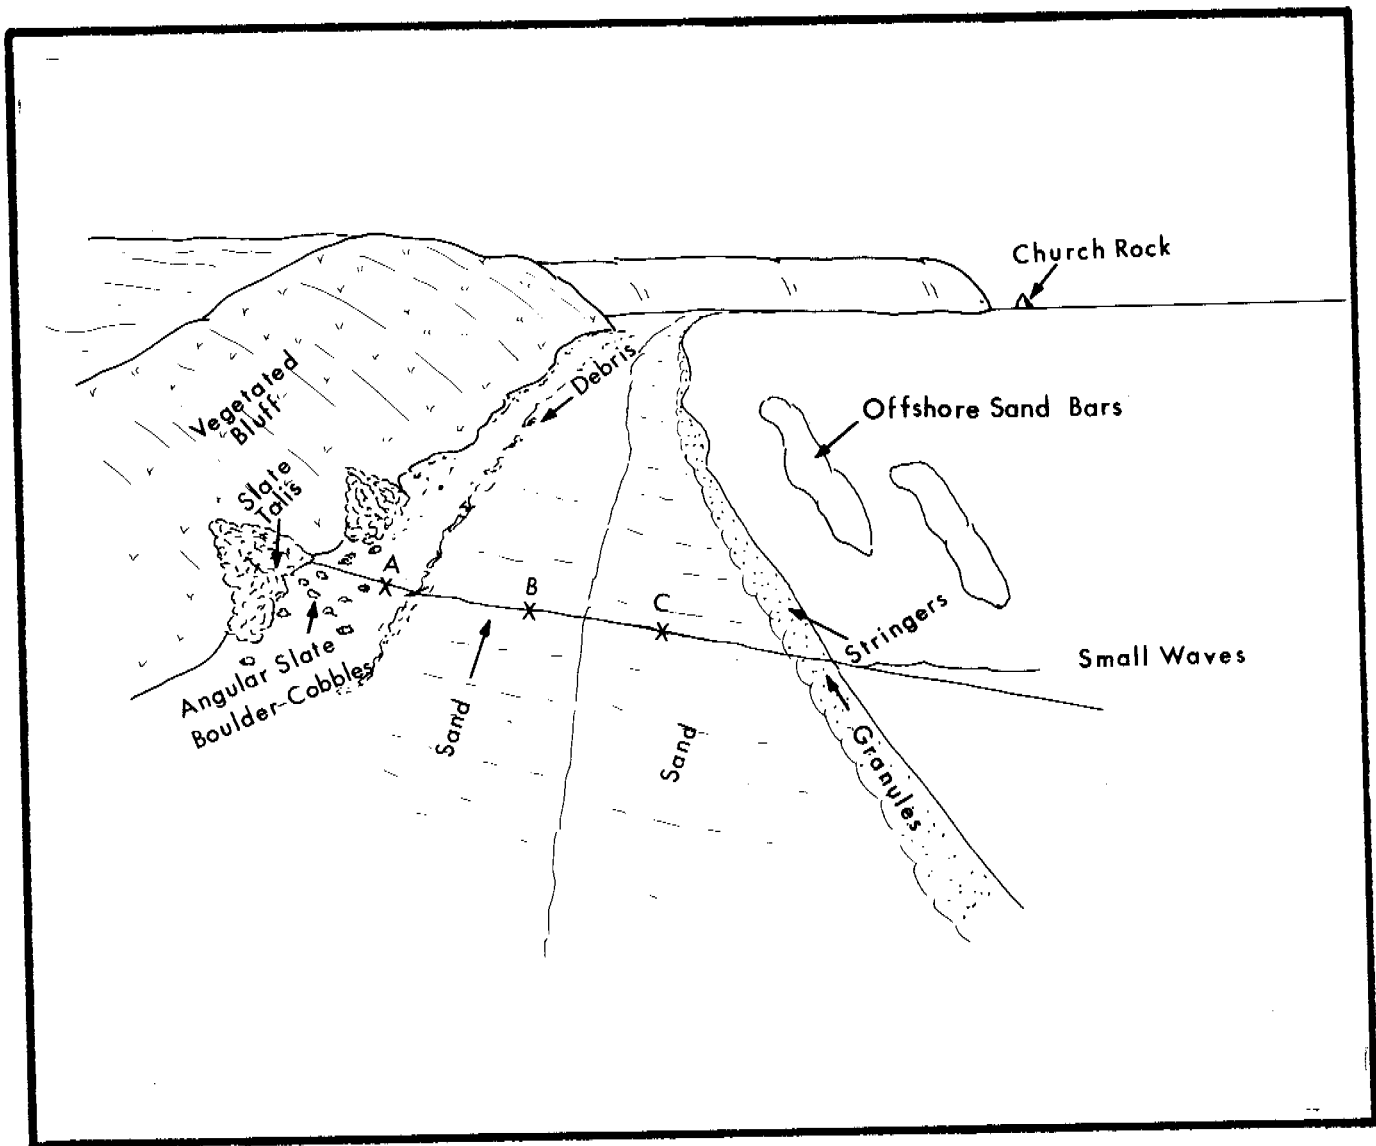 Church Rock
Debris
Offshore Sand Bars
Vegetated
Bluff
Slate
Talis
A
B
C
Stringers
Small Waves
Angular Slate
Boulder-Cobbles
Sand
Sand
Granules